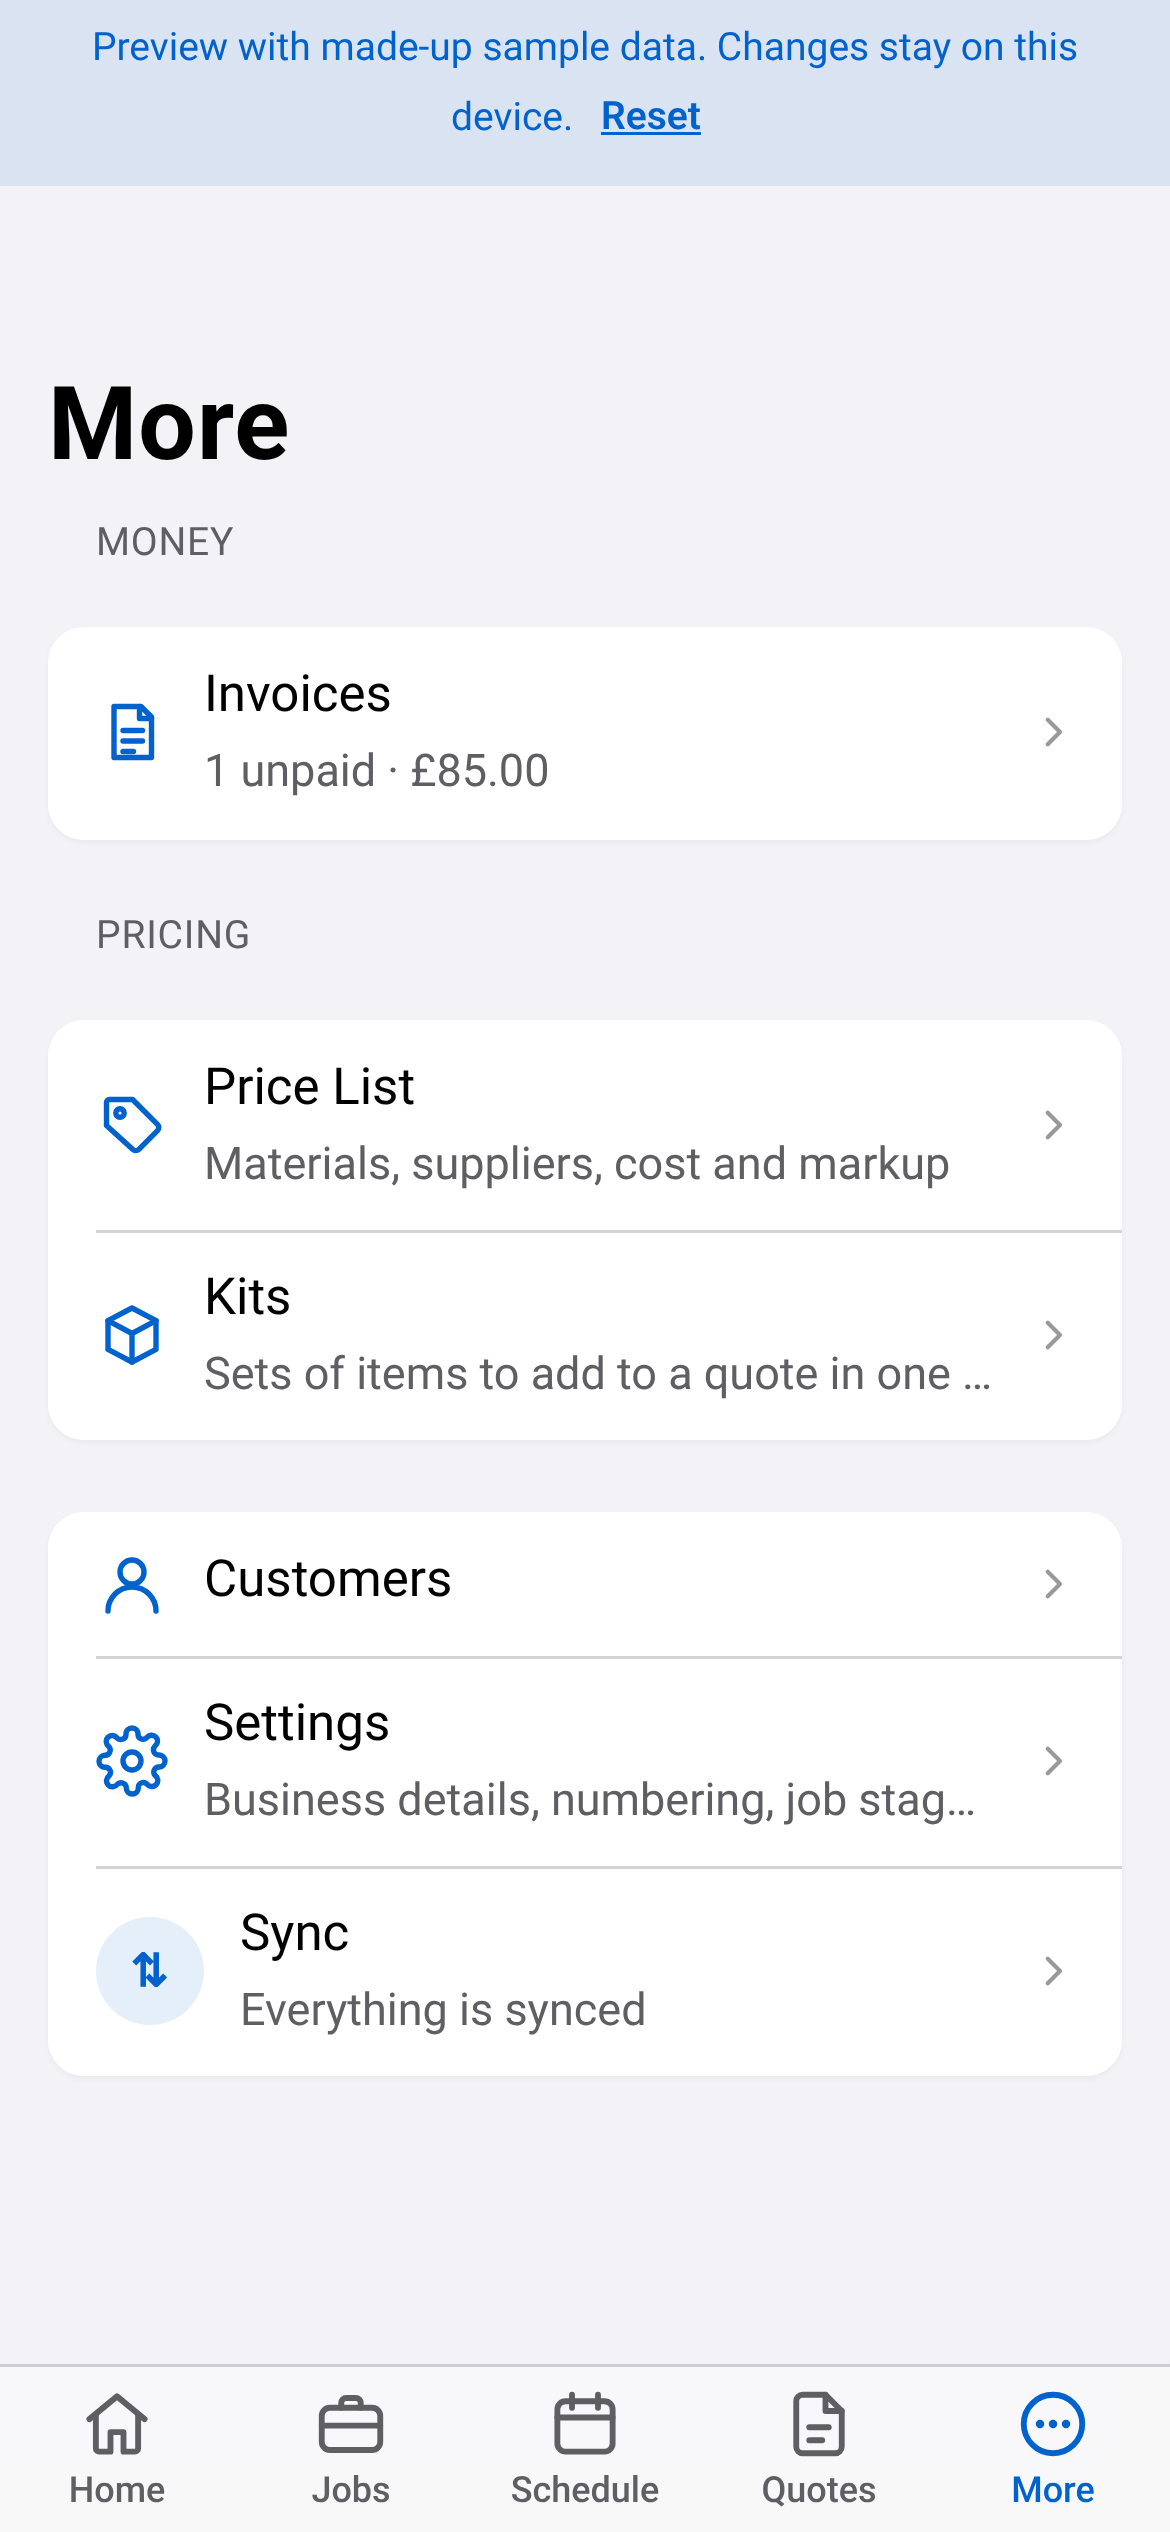 Preview with made-up sample data. Changes stay on this
device. Reset
More
MONEY
Invoices
1 unpaid · £85.00
PRICING
Price List
Materials, suppliers, cost and markup
Kits
Sets of items to add to a quote in one ...
Customers
Settings
Business details, numbering, job stag...
Sync
Everything is synced
Home
Jobs
Schedule
Quotes
More